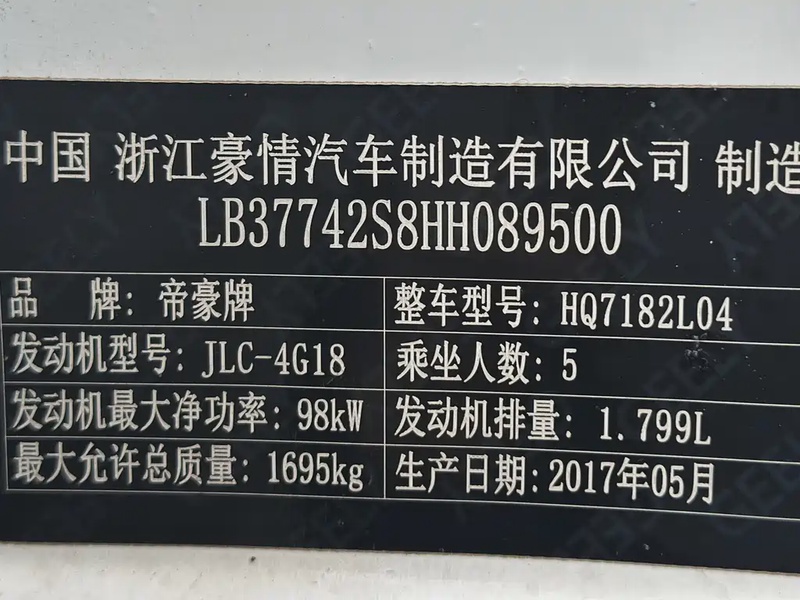 中国 浙江豪情汽车制造有限公司 制造
LB37742S8HH089500
品 牌: 帝豪牌 整车型号: HQ7182L04
发动机型号: JLC-4G18 乘坐人数: 5
发动机最大净功率: 98kW 发动机排量: 1.799L
最大允许总质量: 1695kg 生产日期: 2017年05月